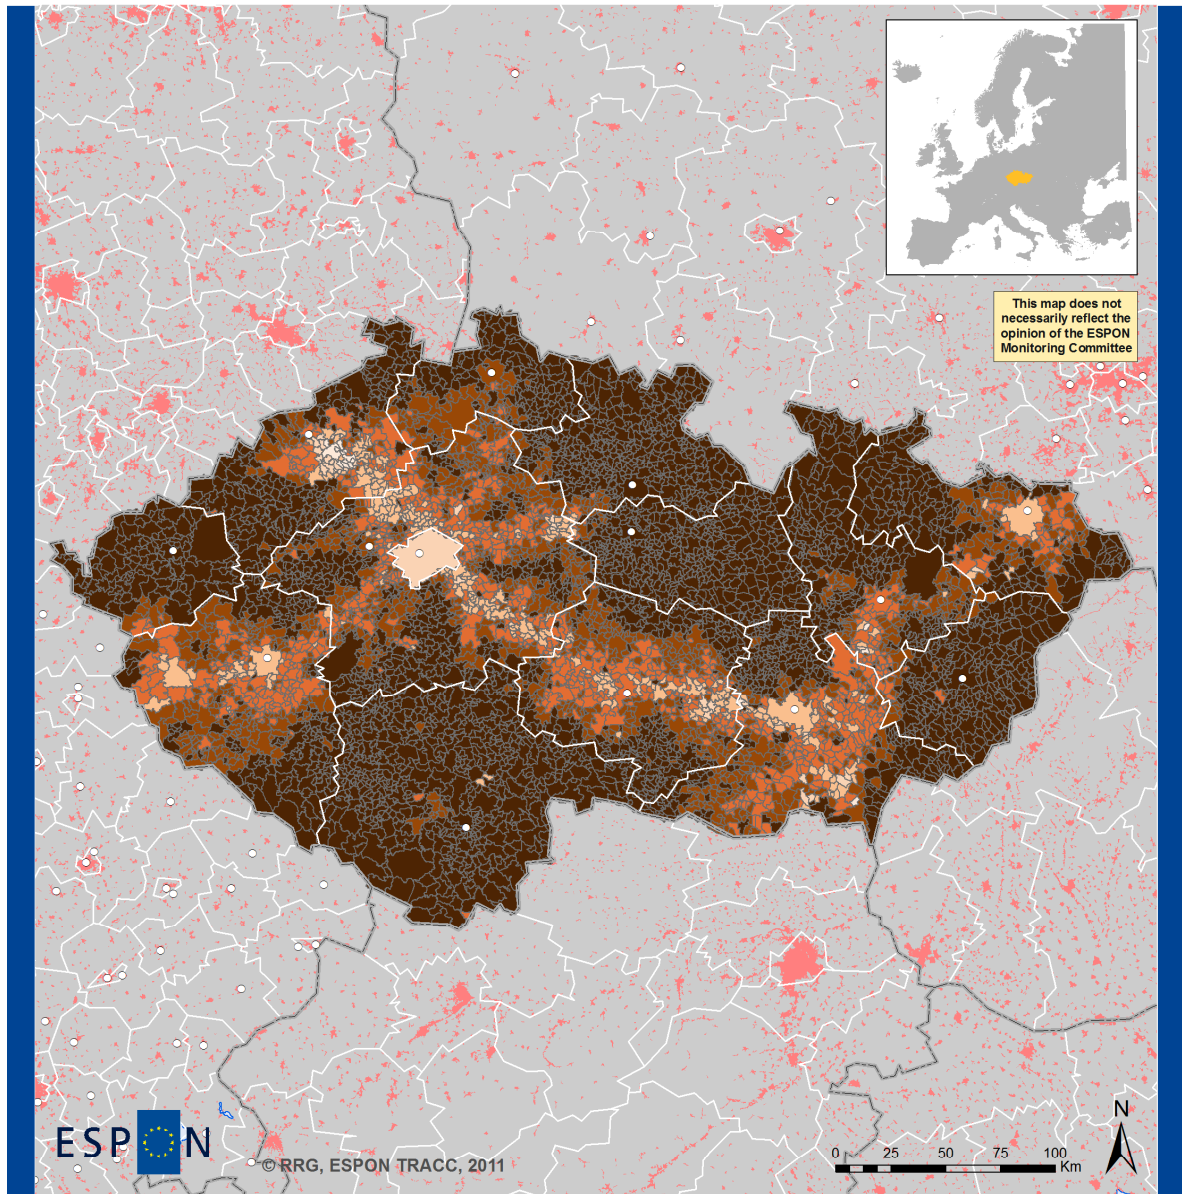 This map does not
necessarily reflect the
opinion of the ESPON
Monitoring Committee
N
0 25 50 75 100
Km
ESPON
© RRG, ESPON TRACC, 2011